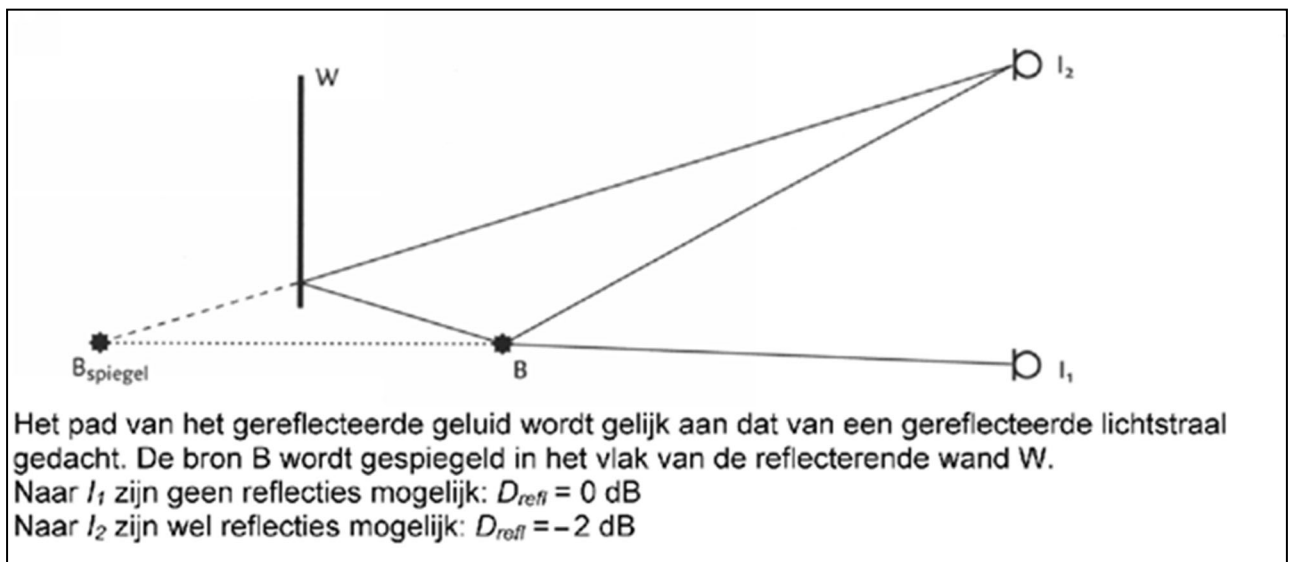 W
I₂
Bspiegel
B
I₁
Het pad van het gereflecteerde geluid wordt gelijk aan dat van een gereflecteerde lichtstraal
gedacht. De bron B wordt gespiegeld in het vlak van de reflecterende wand W.
Naar I₁ zijn geen reflecties mogelijk: Drefl = 0 dB
Naar I₂ zijn wel reflecties mogelijk: Drefl = − 2 dB